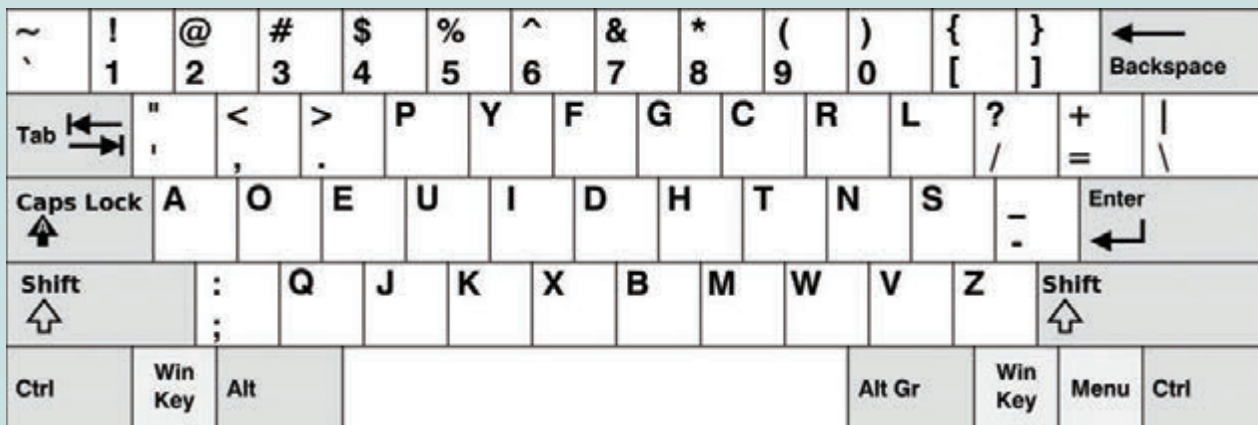 ~ ! @ # $ % ^ & * ( ) { }
` 1 2 3 4 5 6 7 8 9 0 [ ] Backspace
Tab " < > P Y F G C R L ? + |
' , . / = \
Caps Lock A O E U I D H T N S _ Enter
A -
Shift : Q J K X B M W V Z Shift
;
Ctrl Win Key Alt Alt Gr Win Key Menu Ctrl